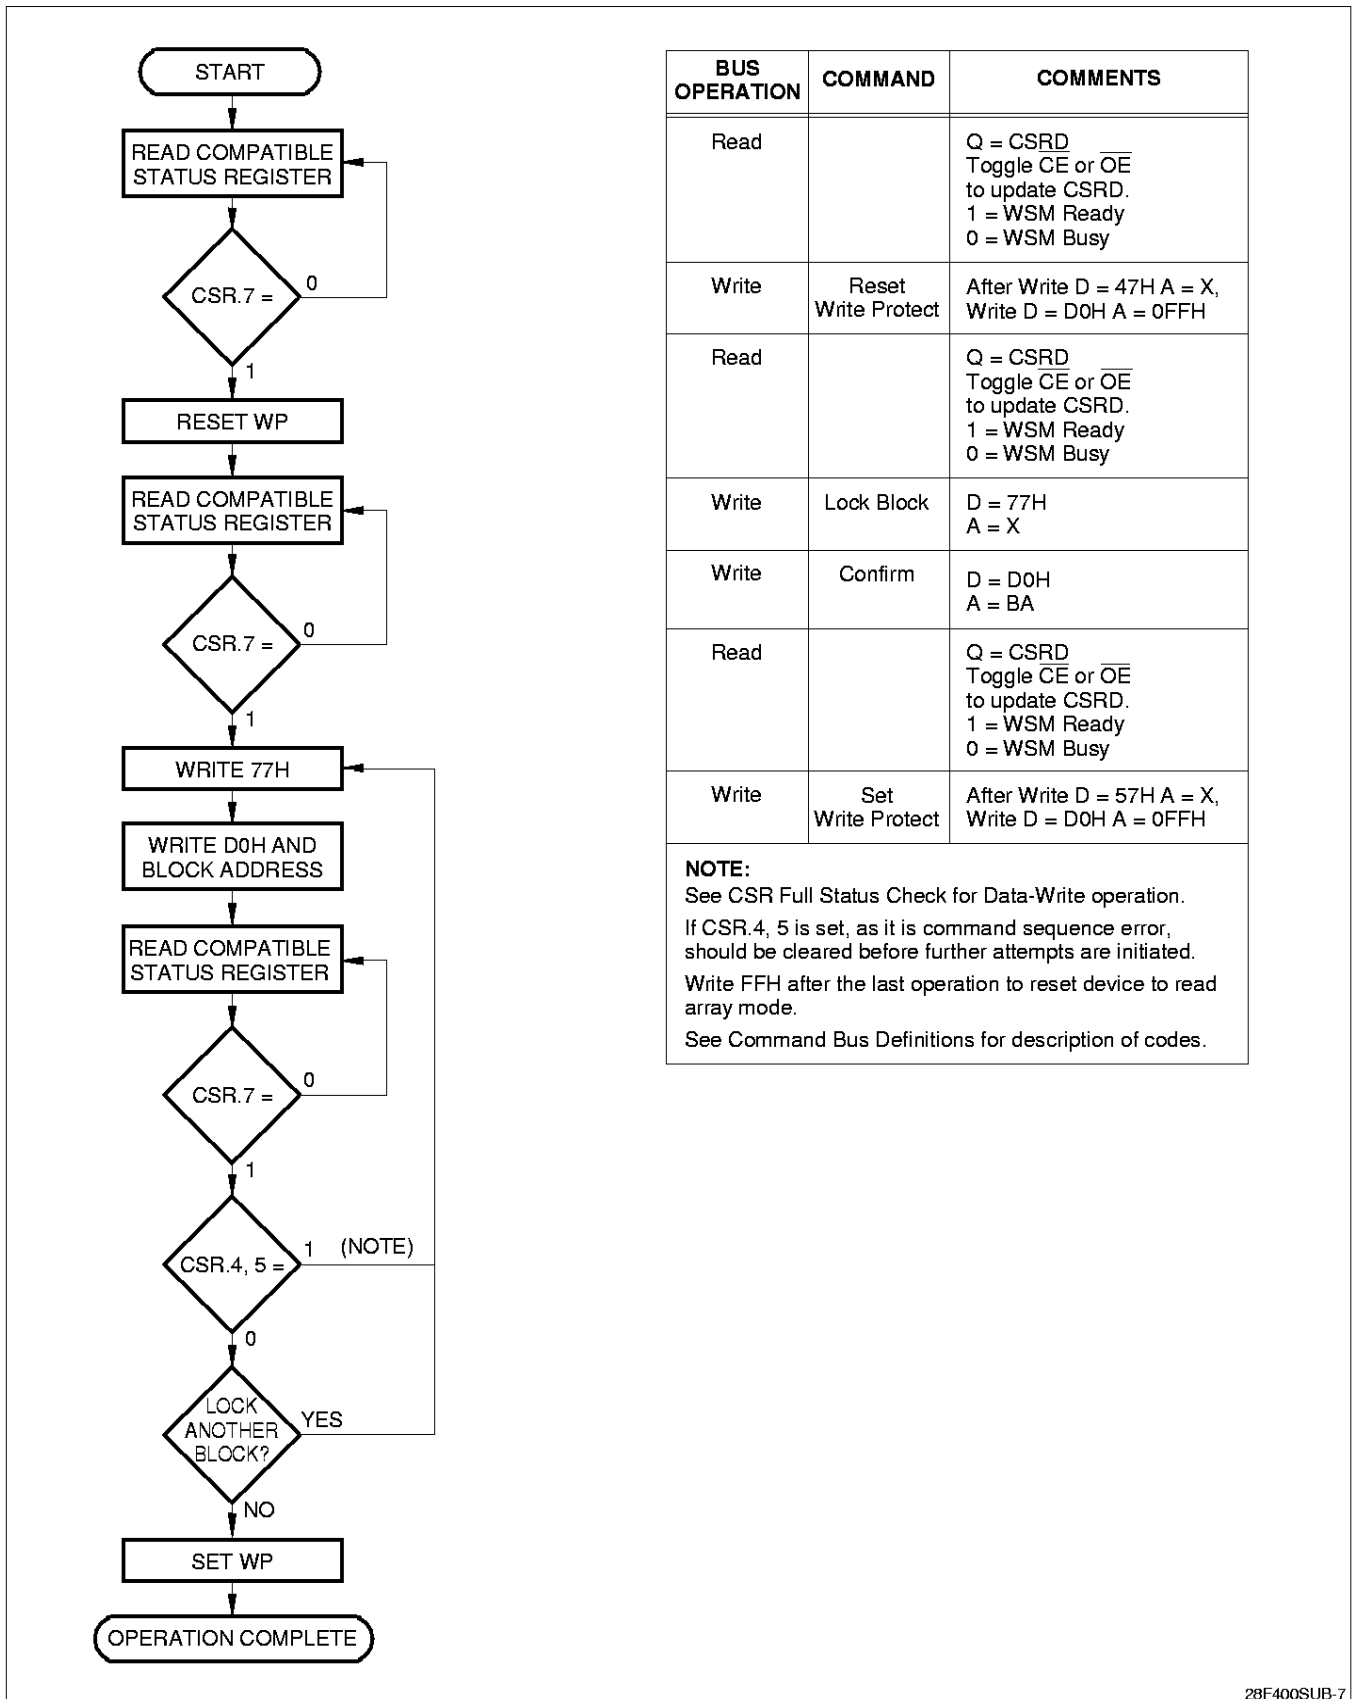 START
READ COMPATIBLE
STATUS REGISTER
CSR.7 =
0
1
RESET WP
READ COMPATIBLE
STATUS REGISTER
CSR.7 =
0
1
WRITE 77H
WRITE D0H AND
BLOCK ADDRESS
READ COMPATIBLE
STATUS REGISTER
CSR.7 =
0
1
CSR.4, 5 =
1 (NOTE)
0
LOCK
ANOTHER
BLOCK?
YES
NO
SET WP
OPERATION COMPLETE
BUS
OPERATION
COMMAND
COMMENTS
Read
Q = CSRD
Toggle C̅E̅ or O̅E̅
to update CSRD.
1 = WSM Ready
0 = WSM Busy
Write
Reset
Write Protect
After Write D = 47H A = X,
Write D = D0H A = 0FFH
Read
Q = CSRD
Toggle C̅E̅ or O̅E̅
to update CSRD.
1 = WSM Ready
0 = WSM Busy
Write
Lock Block
D = 77H
A = X
Write
Confirm
D = D0H
A = BA
Read
Q = CSRD
Toggle C̅E̅ or O̅E̅
to update CSRD.
1 = WSM Ready
0 = WSM Busy
Write
Set
Write Protect
After Write D = 57H A = X,
Write D = D0H A = 0FFH
NOTE:
See CSR Full Status Check for Data-Write operation.
If CSR.4, 5 is set, as it is command sequence error,
should be cleared before further attempts are initiated.
Write FFH after the last operation to reset device to read
array mode.
See Command Bus Definitions for description of codes.
28F400SUB-7